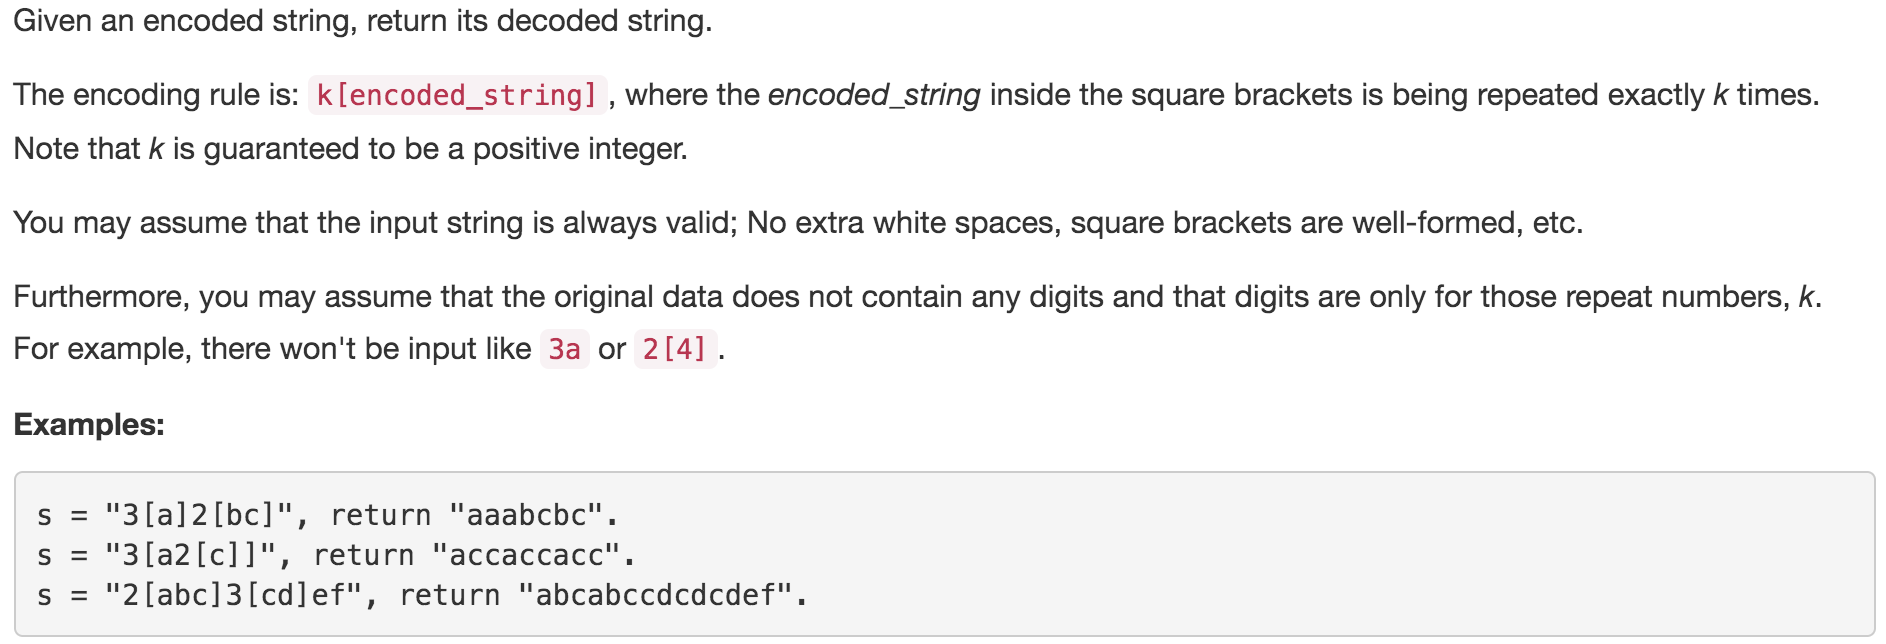 Given an encoded string, return its decoded string.
The encoding rule is: k[encoded_string] , where the encoded_string inside the square brackets is being repeated exactly k times.
Note that k is guaranteed to be a positive integer.
You may assume that the input string is always valid; No extra white spaces, square brackets are well-formed, etc.
Furthermore, you may assume that the original data does not contain any digits and that digits are only for those repeat numbers, k.
For example, there won't be input like 3a or 2[4] .
Examples:
s = "3[a]2[bc]", return "aaabcbc".
s = "3[a2[c]]", return "accaccacc".
s = "2[abc]3[cd]ef", return "abcabccdcdcdef".